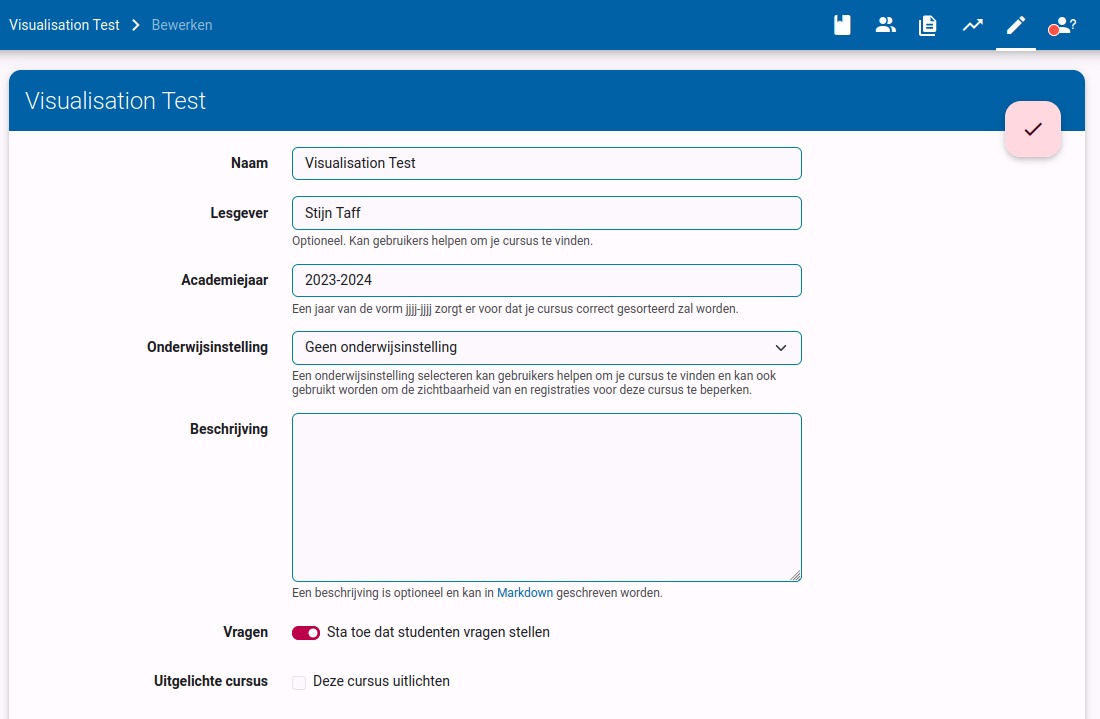 Visualisation Test > Bewerken
?
Visualisation Test
Naam
Visualisation Test
Lesgever
Stijn Taff
Optioneel. Kan gebruikers helpen om je cursus te vinden.
Academiejaar
2023-2024
Een jaar van de vorm jjjj-jjjj zorgt er voor dat je cursus correct gesorteerd zal worden.
Onderwijsinstelling
Geen onderwijsinstelling
Een onderwijsinstelling selecteren kan gebruikers helpen om je cursus te vinden en kan ook
gebruikt worden om de zichtbaarheid van en registraties voor deze cursus te beperken.
Beschrijving
Een beschrijving is optioneel en kan in Markdown geschreven worden.
Vragen
Sta toe dat studenten vragen stellen
Uitgelichte cursus
Deze cursus uitlichten